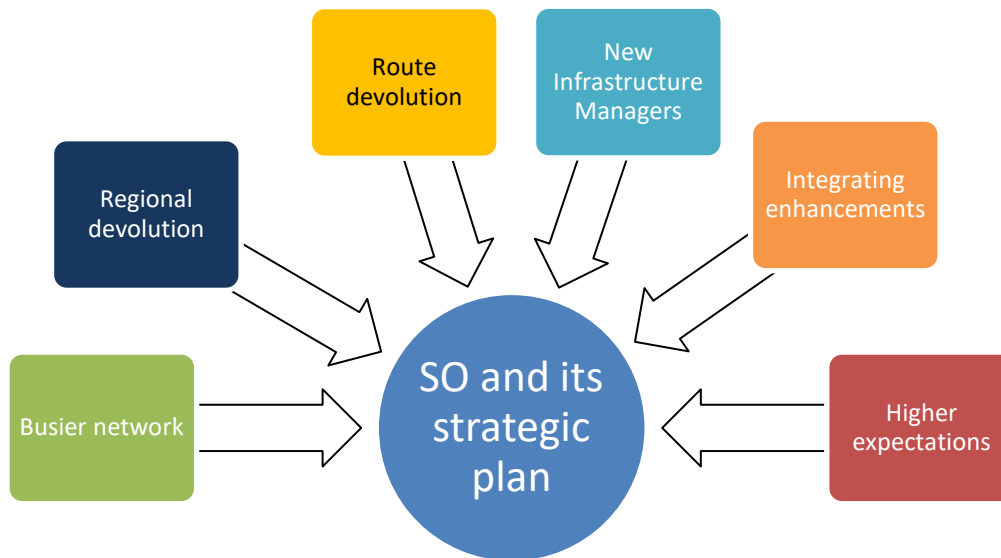 Busier network
Regional
devolution
Route
devolution
New
Infrastructure
Managers
Integrating
enhancements
Higher
expectations
SO and its
strategic
plan